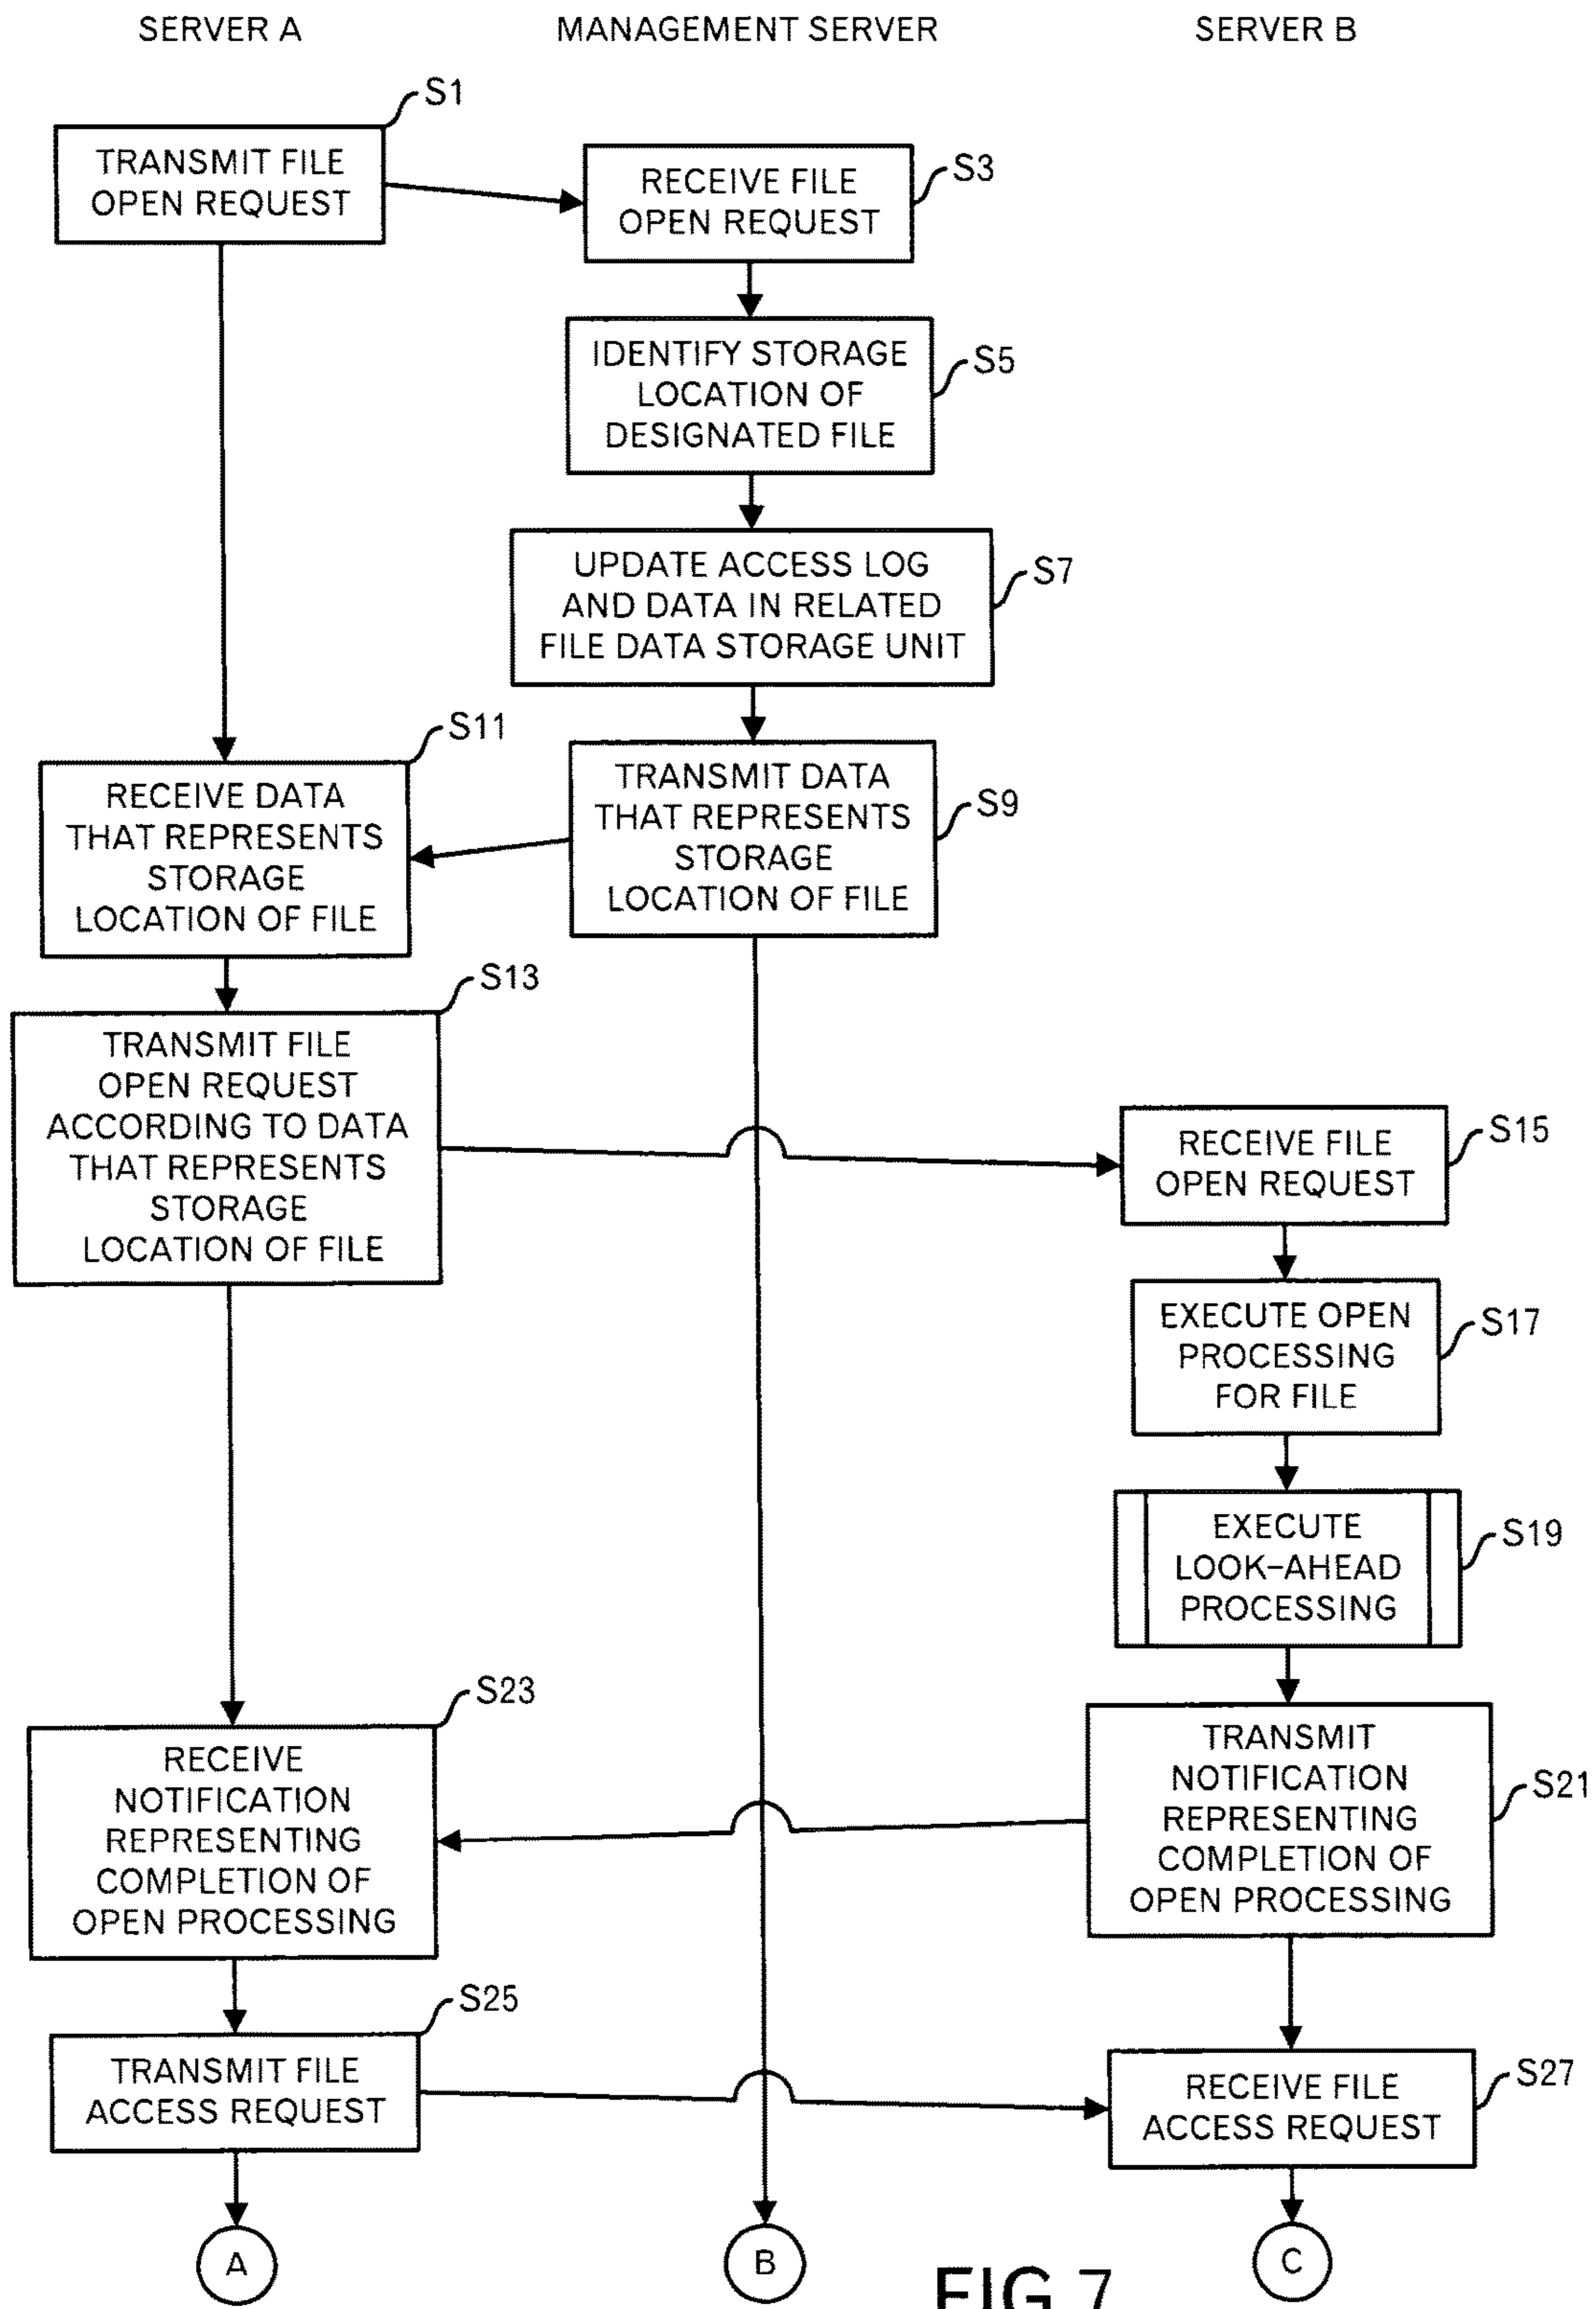 SERVER A
MANAGEMENT SERVER
SERVER B
S1
TRANSMIT FILE
OPEN REQUEST
S3
RECEIVE FILE
OPEN REQUEST
S5
IDENTIFY STORAGE
LOCATION OF
DESIGNATED FILE
S7
UPDATE ACCESS LOG
AND DATA IN RELATED
FILE DATA STORAGE UNIT
S11
RECEIVE DATA
THAT REPRESENTS
STORAGE
LOCATION OF FILE
S9
TRANSMIT DATA
THAT REPRESENTS
STORAGE
LOCATION OF FILE
S13
TRANSMIT FILE
OPEN REQUEST
ACCORDING TO DATA
THAT REPRESENTS
STORAGE
LOCATION OF FILE
S15
RECEIVE FILE
OPEN REQUEST
S17
EXECUTE OPEN
PROCESSING
FOR FILE
S19
EXECUTE
LOOK-AHEAD
PROCESSING
S23
RECEIVE
NOTIFICATION
REPRESENTING
COMPLETION OF
OPEN PROCESSING
S21
TRANSMIT
NOTIFICATION
REPRESENTING
COMPLETION OF
OPEN PROCESSING
S25
TRANSMIT FILE
ACCESS REQUEST
S27
RECEIVE FILE
ACCESS REQUEST
A
B
C
FIG.7